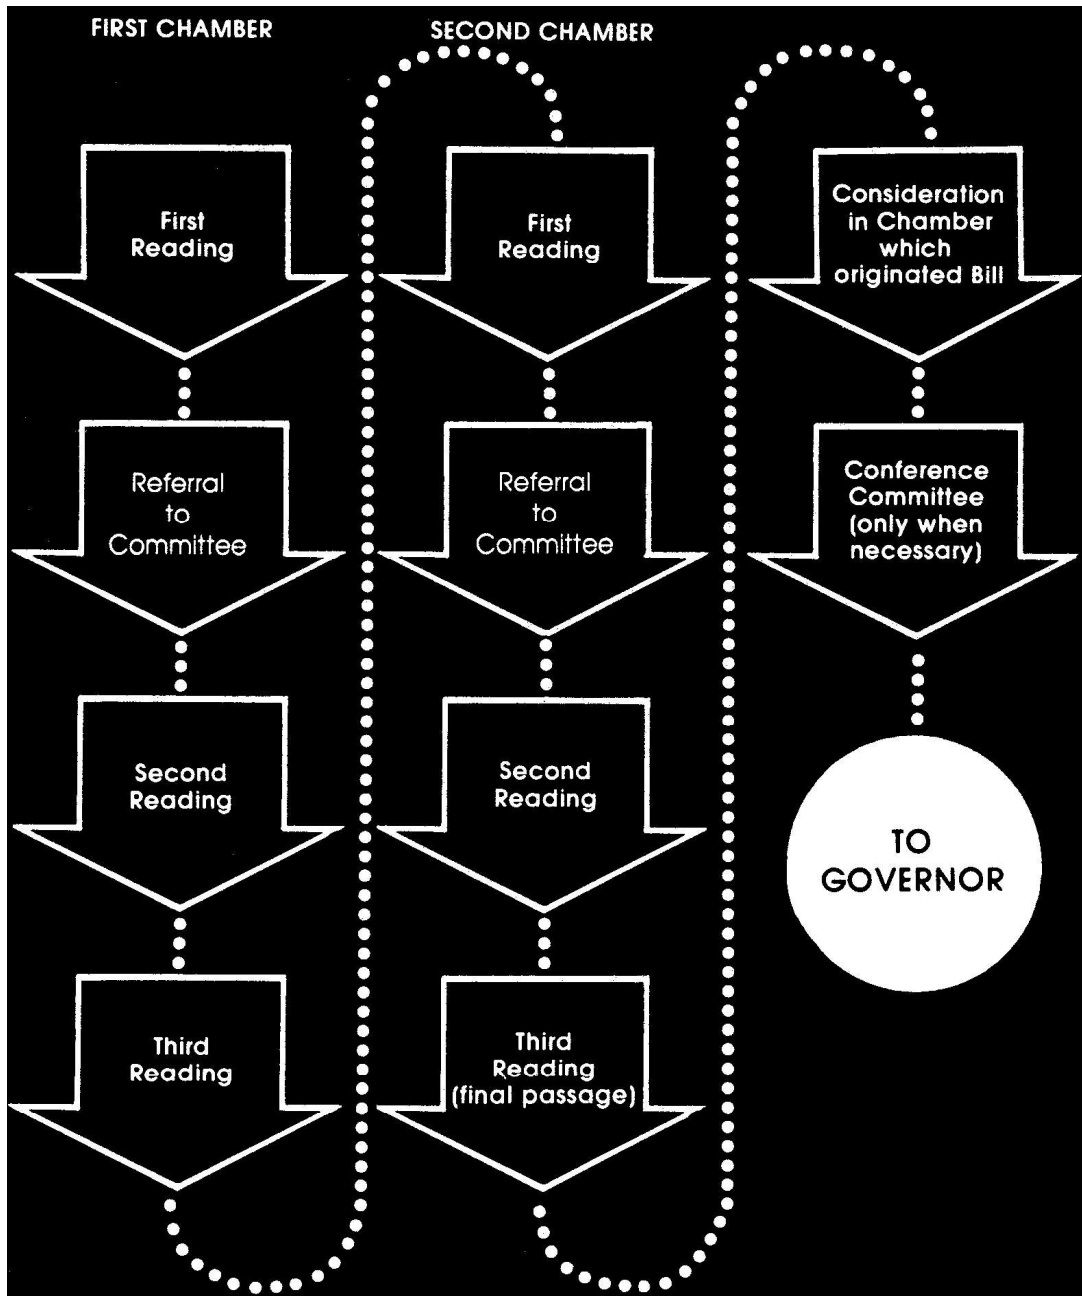 FIRST CHAMBER
First
Reading
Referral
to
Committee
Second
Reading
Third
Reading
SECOND CHAMBER
First
Reading
Referral
to
Committee
Second
Reading
Third
Reading
(final passage)
Consideration
in Chamber
which
originated Bill
Conference
Committee
(only when
necessary)
TO
GOVERNOR